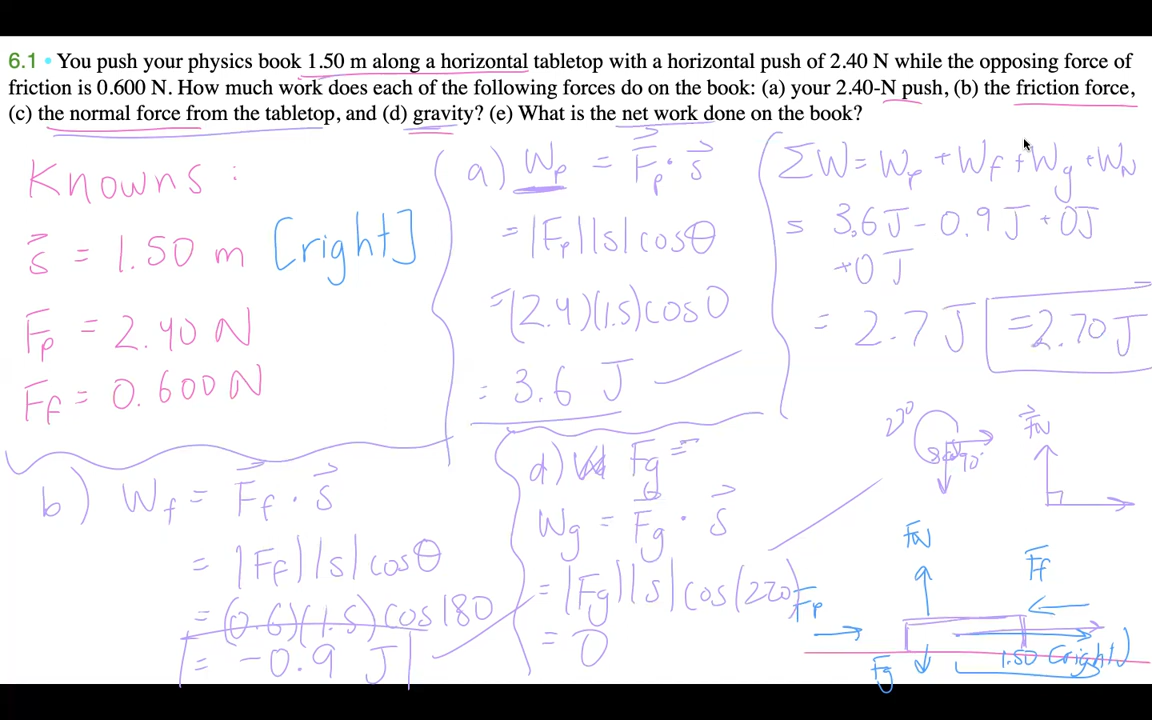 6.1 • You push your physics book 1.50 m along a horizontal tabletop with a horizontal push of 2.40 N while the opposing force of
friction is 0.600 N. How much work does each of the following forces do on the book: (a) your 2.40-N push, (b) the friction force,
(c) the normal force from the tabletop, and (d) gravity? (e) What is the net work done on the book?
Knowns :
s = 1.50 m [right]
Fp = 2.40 N
Ff = 0.600 N
a) Wp = Fp · s
= |Fp||s| cosθ
= (2.4)(1.5) cos 0
= 3.6 J
ΣW = Wp + Wf + Wg + WN
= 3.6 J - 0.9 J + 0 J
+ 0 J
= 2.7 J = 2.70 J
b) Wf = Ff · s
= |Ff| |s| cosθ
= (0.6)(1.5) cos 180
= -0.9 J
d) Fg =
Wg = Fg · s
= |Fg| |s| cos(270)
= 0
270
90°
FN
FN
Ff
Fp
Fg
1.50 (right)